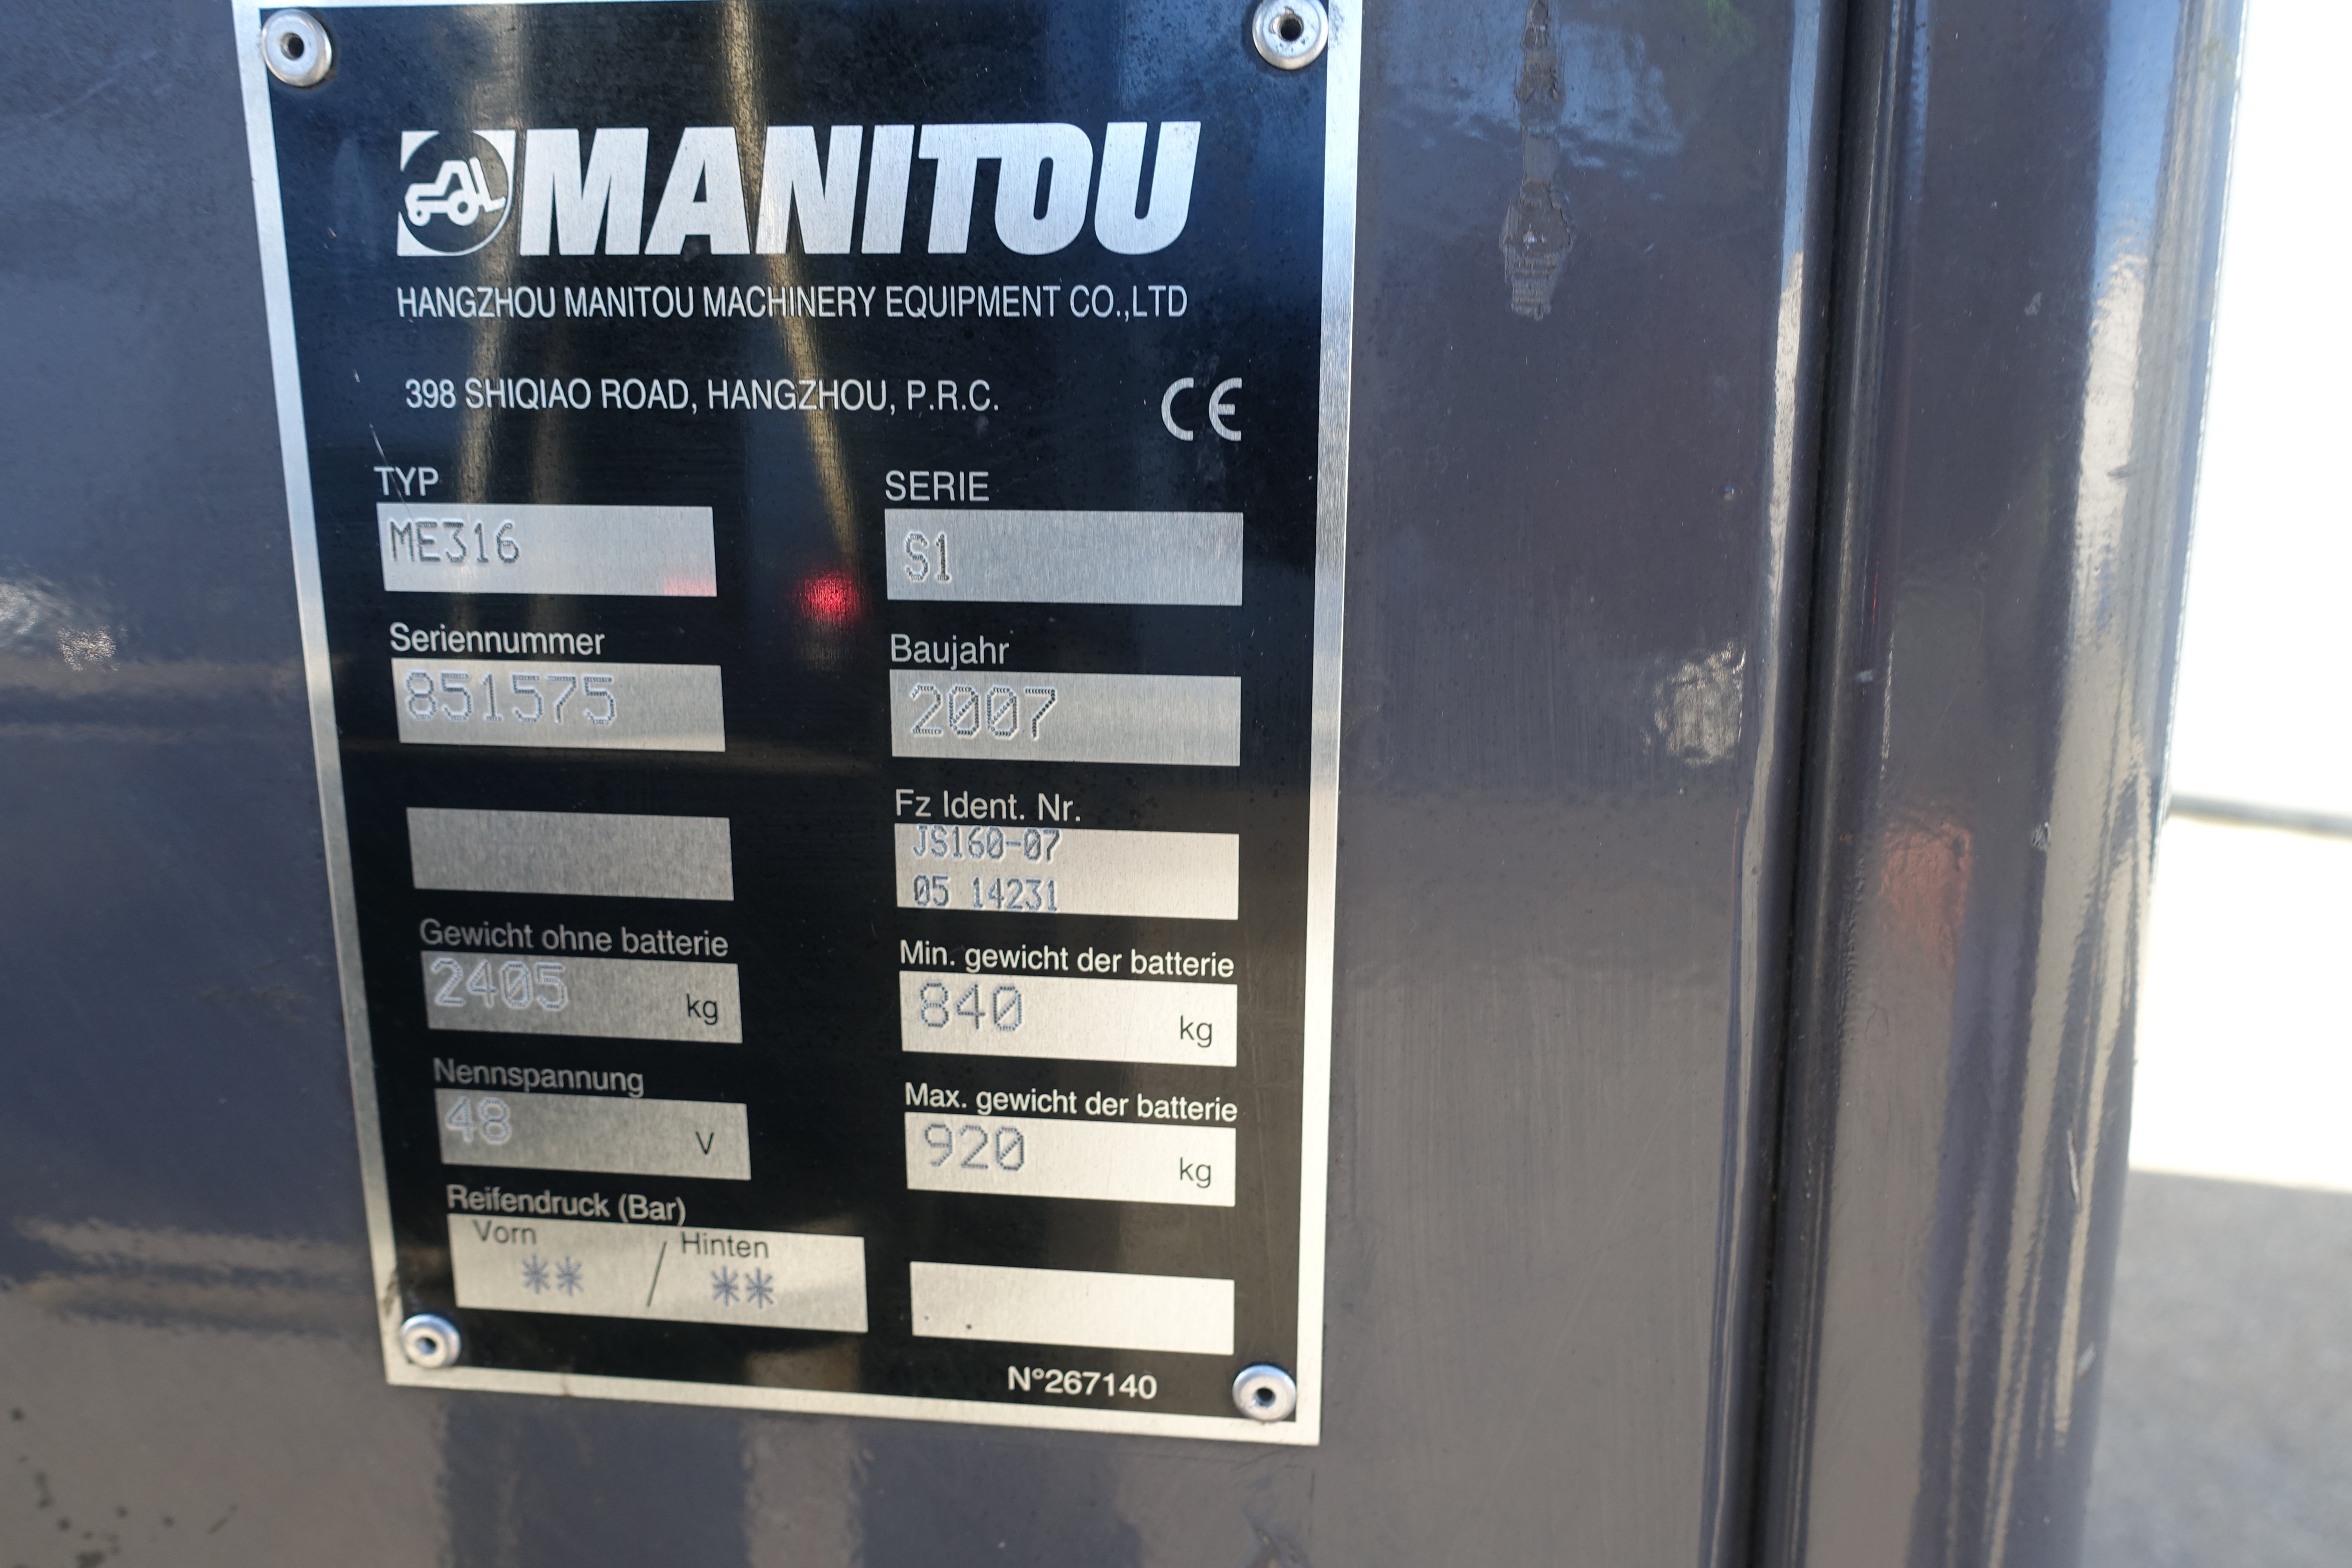 MANITOU
HANGZHOU MANITOU MACHINERY EQUIPMENT CO.,LTD
398 SHIQIAO ROAD, HANGZHOU, P.R.C. CE
TYP SERIE
ME316 S1
Seriennummer Baujahr
851575 2007
Fz Ident. Nr.
JS160-07
05 14231
Gewicht ohne batterie Min. gewicht der batterie
2405 kg 840 kg
Nennspannung Max. gewicht der batterie
48 V 920 kg
Reifendruck (Bar)
Vorn / Hinten
** **
N°267140